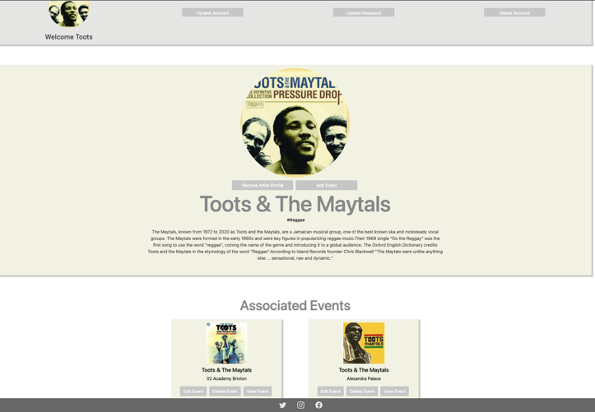 Update Account
Update Password
Delete Account
Welcome Toots
TOOTS & THE MAYTALS
THE DEFINITIVE COLLECTION PRESSURE DROP
TROJAN
Remove Artist Profile
Add Event
Toots & The Maytals
#Reggae
The Maytals, known from 1972 to 2020 as Toots and the Maytals, are a Jamaican musical group, one of the best known ska and rocksteady vocal
groups. The Maytals were formed in the early 1960s and were key figures in popularizing reggae music.Their 1968 single "Do the Reggay" was the
first song to use the word "reggae", coining the name of the genre and introducing it to a global audience. The Oxford English Dictionary credits
Toots and the Maytals in the etymology of the word "Reggae".According to Island Records founder Chris Blackwell "The Maytals were unlike anything
else ... sensational, raw and dynamic."
Associated Events
TOOTS
TOOTS
Toots & The Maytals
Toots & The Maytals
02 Academy Brixton
Alexandra Palace
Edit Event
Delete Event
View Event
Edit Event
Delete Event
View Event